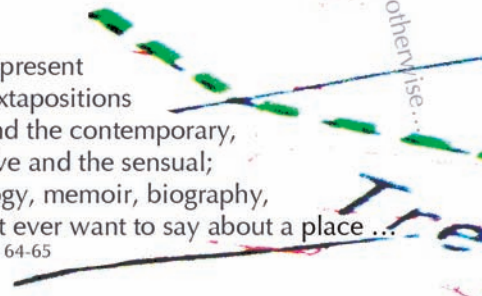 otherwise...
present
xtapositions
nd the contemporary,
ve and the sensual;
gy, memoir, biography,
t ever want to say about a place ...
64-65
Tre